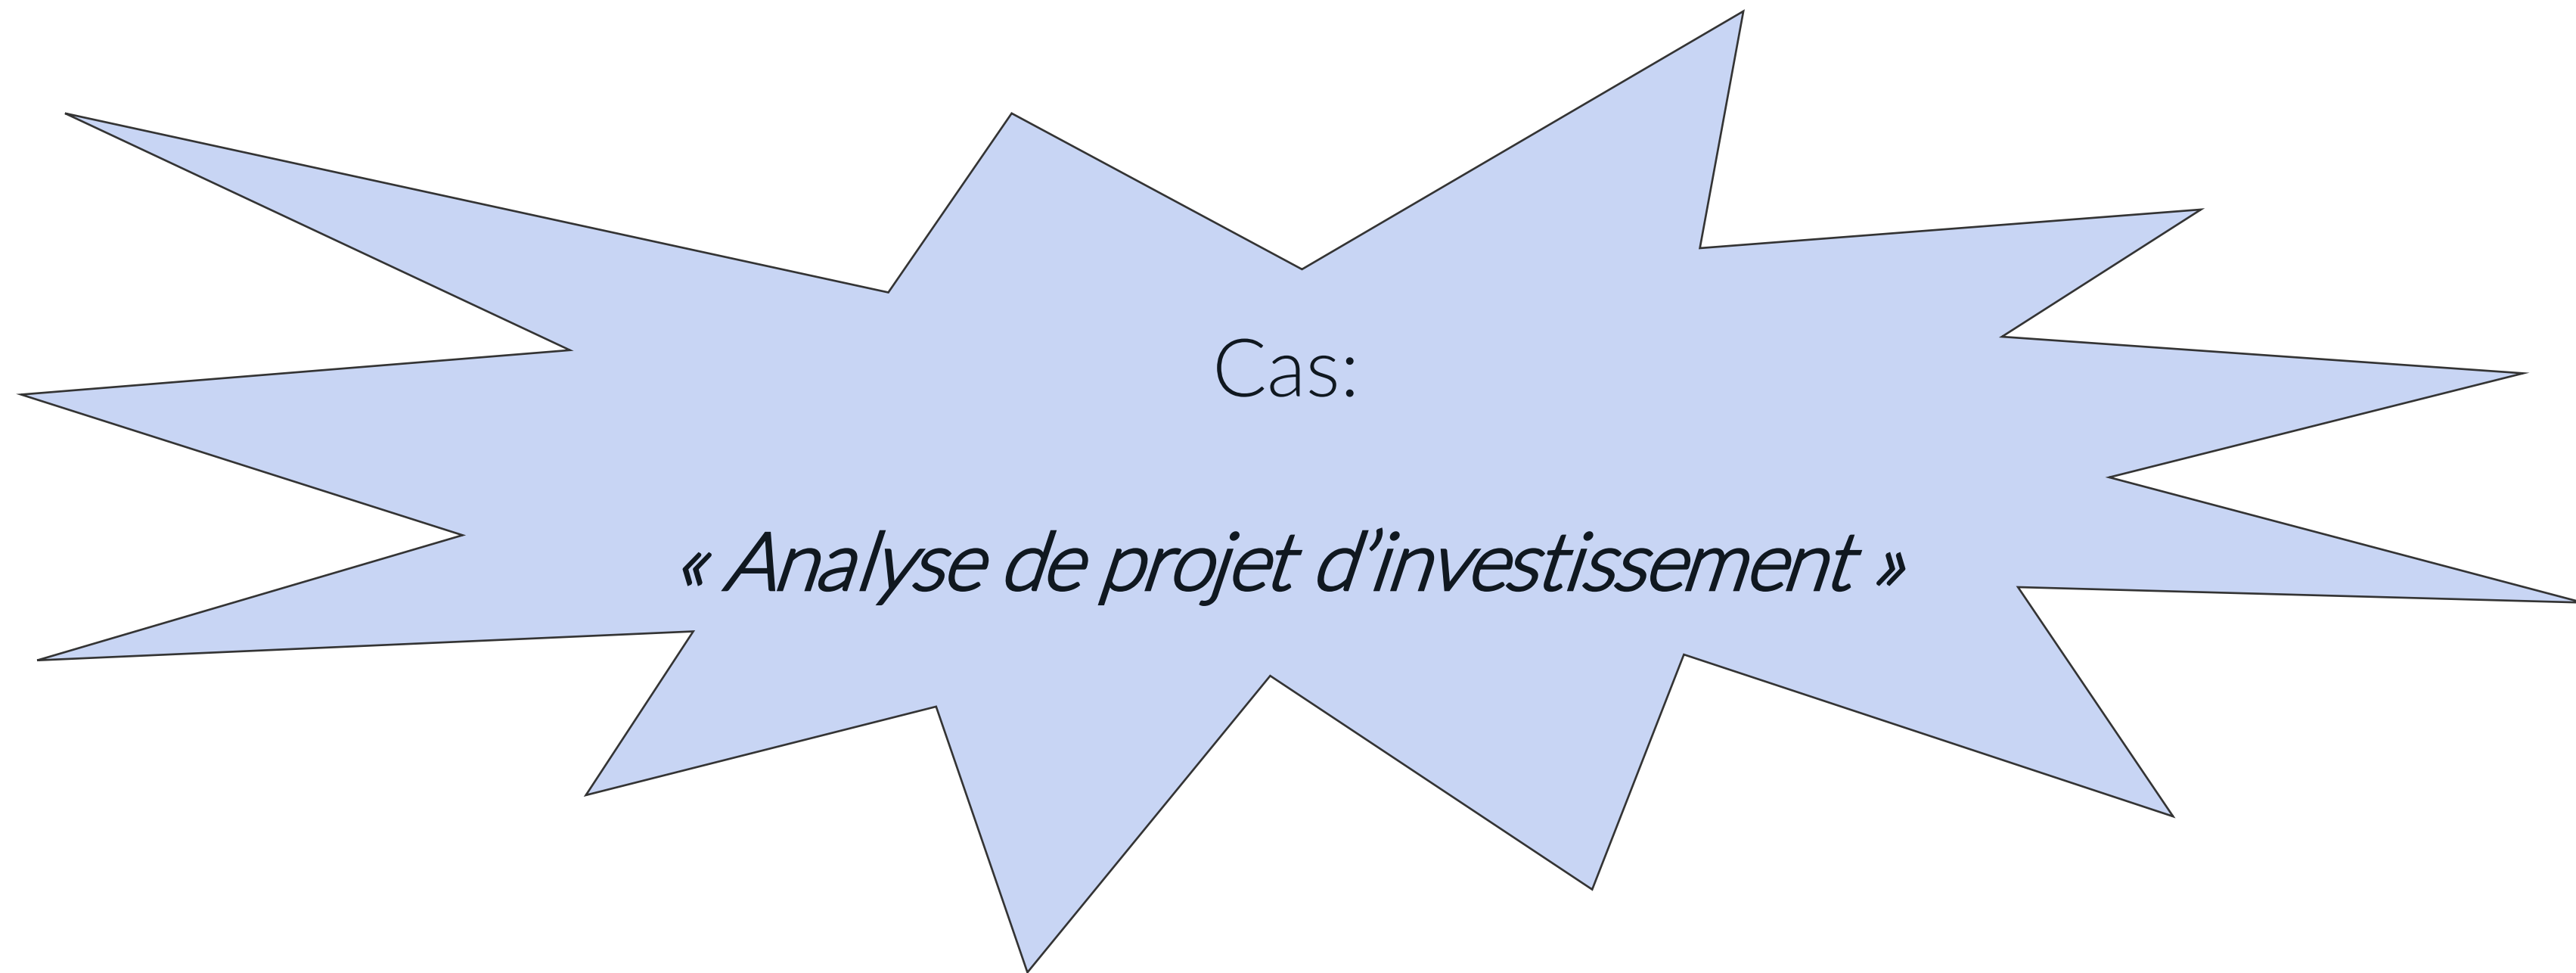 Cas:
« Analyse de projet d’investissement »